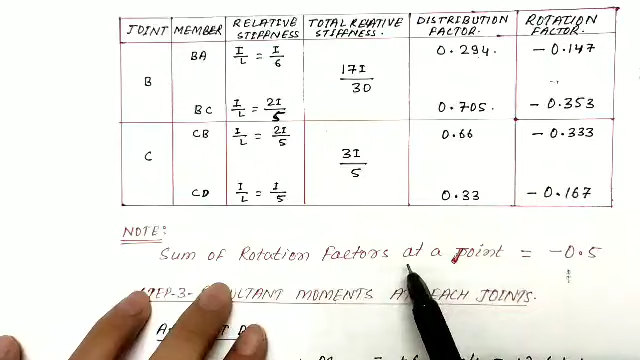 JOINT MEMBER RELATIVE STIFFNESS TOTAL RELATIVE STIFFNESS. DISTRIBUTION FACTOR. ROTATION FACTOR.
B BA I/L = I/6 17I/30 0.294. -0.147
BC I/L = 2I/5 0.705. -0.353
C CB I/L = 2I/5 3I/5 0.66 -0.333
CD I/L = I/5 0.33 -0.167
NOTE:
Sum of Rotation Factors at a point = -0.5
MOMENTS EACH JOINTS.